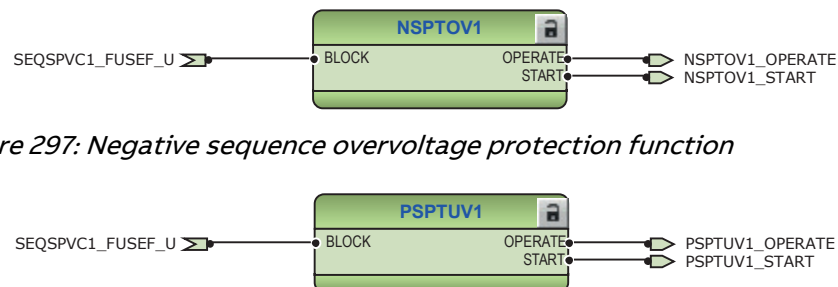 NSPTOV1
SEQSPVC1_FUSEF_U BLOCK OPERATE NSPTOV1_OPERATE
START NSPTOV1_START
re 297: Negative sequence overvoltage protection function
PSPTUV1
SEQSPVC1_FUSEF_U BLOCK OPERATE PSPTUV1_OPERATE
START PSPTUV1_START